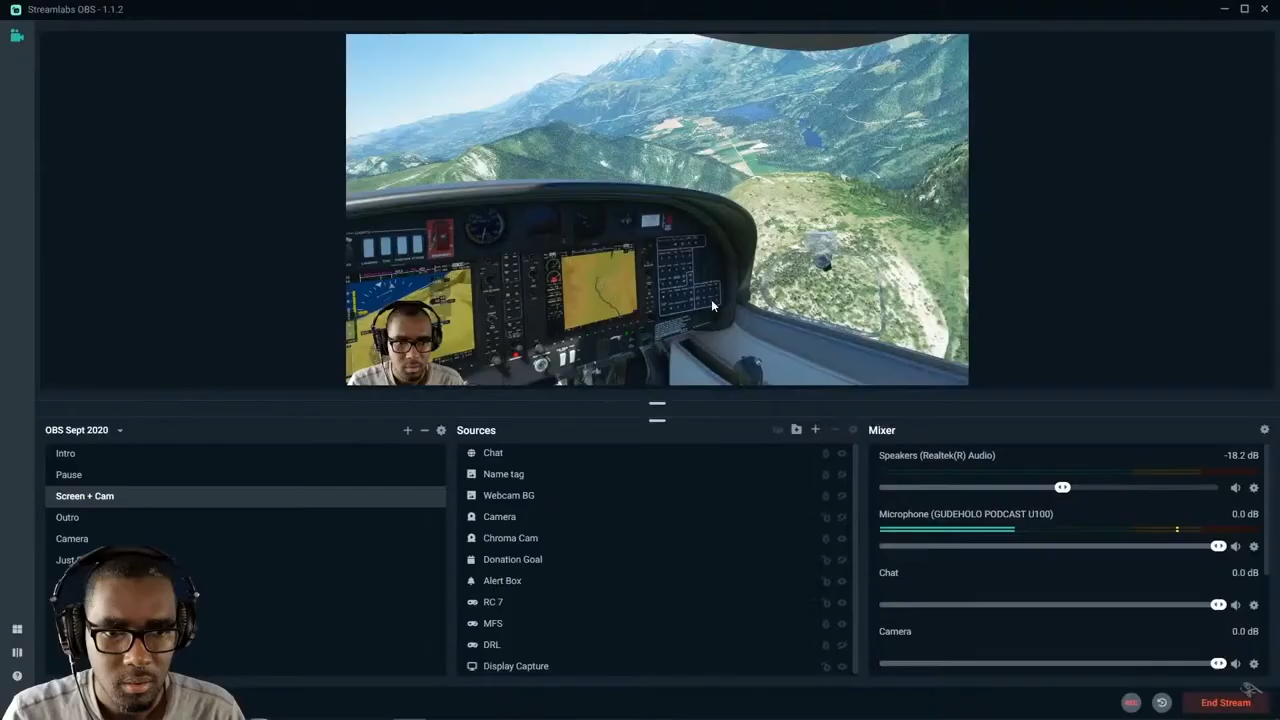 Streamlabs OBS - 1.1.2
OBS Sept 2020
Intro
Pause
Screen + Cam
Outro
Camera
Sources
Chat
Name tag
Webcam BG
Camera
Chroma Cam
Donation Goal
Alert Box
RC 7
MFS
DRL
Display Capture
Mixer
Speakers (Realtek(R) Audio)
-18.2 dB
Microphone (GUDEHOLO PODCAST U100)
0.0 dB
Chat
0.0 dB
Camera
0.0 dB
REC
End Stream